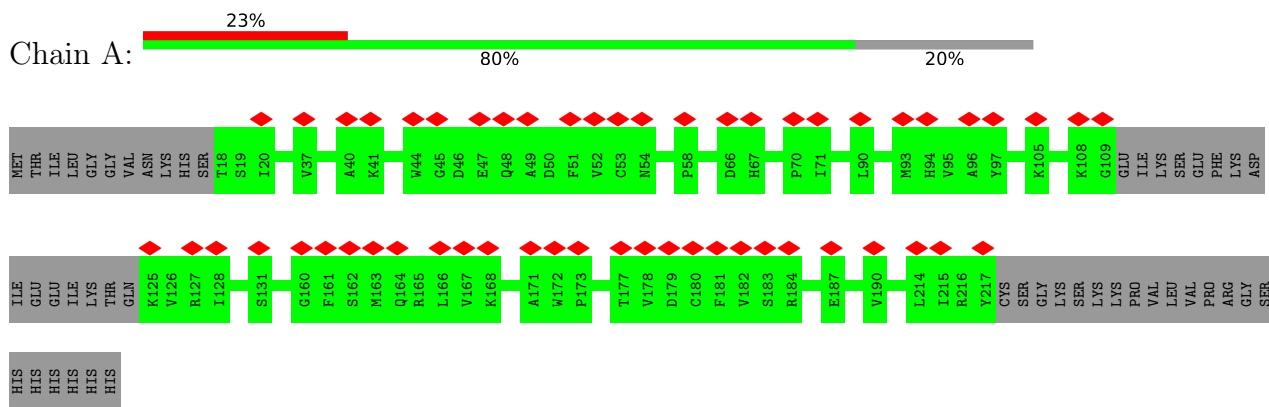 23%
Chain A:
80% 20%
MET THR ILE LEU GLY GLY VAL ASN LYS HIS SER T18 S19 I20 V37 A40 K41 W44 G45 D46 E47 Q48 A49 D50 F51 V52 C53 N54 P58 D66 H67 P70 I71 L90 M93 H94 V95 A96 Y97 K105 K108 G109 GLU ILE LYS SER GLU PHE LYS ASP
ILE GLU GLU ILE LYS THR GLN K125 V126 R127 I128 S131 G160 F161 S162 M163 Q164 R165 L166 V167 K168 A171 W172 P173 T177 V178 D179 C180 F181 V182 S183 R184 E187 V190 L214 I215 R216 Y217 CYS SER GLY LYS SER LYS LYS PRO VAL LEU VAL PRO ARG GLY SER
HIS HIS HIS HIS HIS HIS